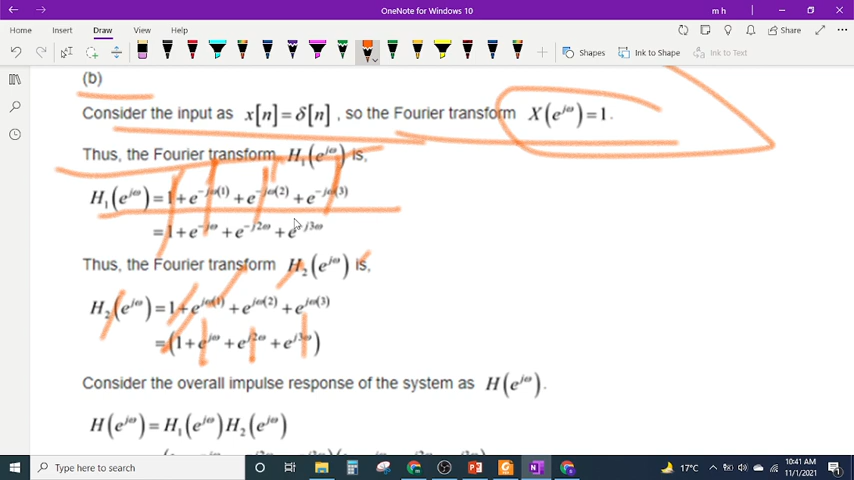 OneNote for Windows 10
m h
Home Insert Draw View Help
Share
Shapes Ink to Shape Ink to Text
(b)
Consider the input as x[n]=δ[n] , so the Fourier transform X(e^{jω})=1.
Thus, the Fourier transform H₁(e^{jω}) is,
H₁(e^{jω})=1+e^{-jω(1)}+e^{-jω(2)}+e^{-jω(3)}
=1+e^{-jω}+e^{-j2ω}+e^{-j3ω}
Thus, the Fourier transform H₂(e^{jω}) is,
H₂(e^{jω})=1+e^{jω(1)}+e^{jω(2)}+e^{jω(3)}
=(1+e^{jω}+e^{j2ω}+e^{j3ω})
Consider the overall impulse response of the system as H(e^{jω}).
H(e^{jω})=H₁(e^{jω})H₂(e^{jω})
Type here to search
17°C
10:41 AM
11/1/2021